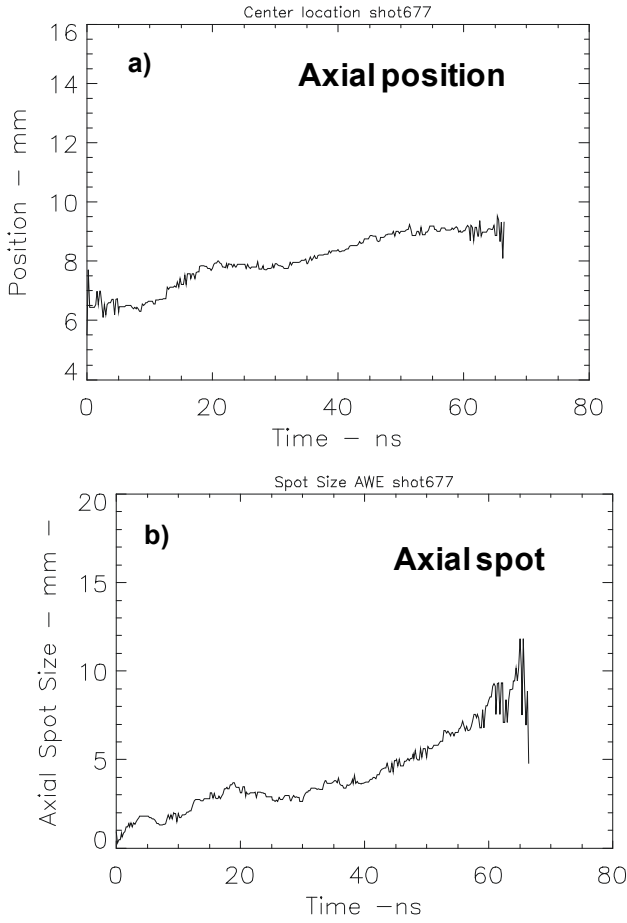 Center location shot677
a)
Axial position
Position – mm
16
14
12
10
8
6
4
0
20
40
60
80
Time – ns
Spot Size AWE shot677
b)
Axial spot
Axial Spot Size – mm –
20
15
10
5
0
0
20
40
60
80
Time –ns